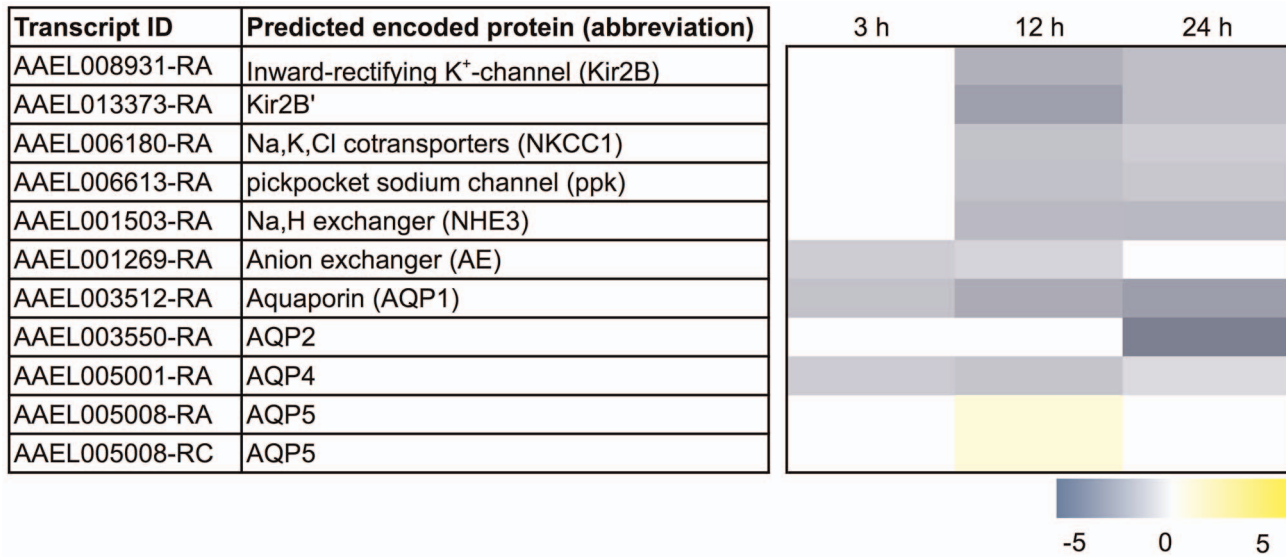 Transcript ID Predicted encoded protein (abbreviation) 3 h 12 h 24 h
AAEL008931-RA Inward-rectifying K⁺-channel (Kir2B)
AAEL013373-RA Kir2B'
AAEL006180-RA Na,K,Cl cotransporters (NKCC1)
AAEL006613-RA pickpocket sodium channel (ppk)
AAEL001503-RA Na,H exchanger (NHE3)
AAEL001269-RA Anion exchanger (AE)
AAEL003512-RA Aquaporin (AQP1)
AAEL003550-RA AQP2
AAEL005001-RA AQP4
AAEL005008-RA AQP5
AAEL005008-RC AQP5
-5 0 5